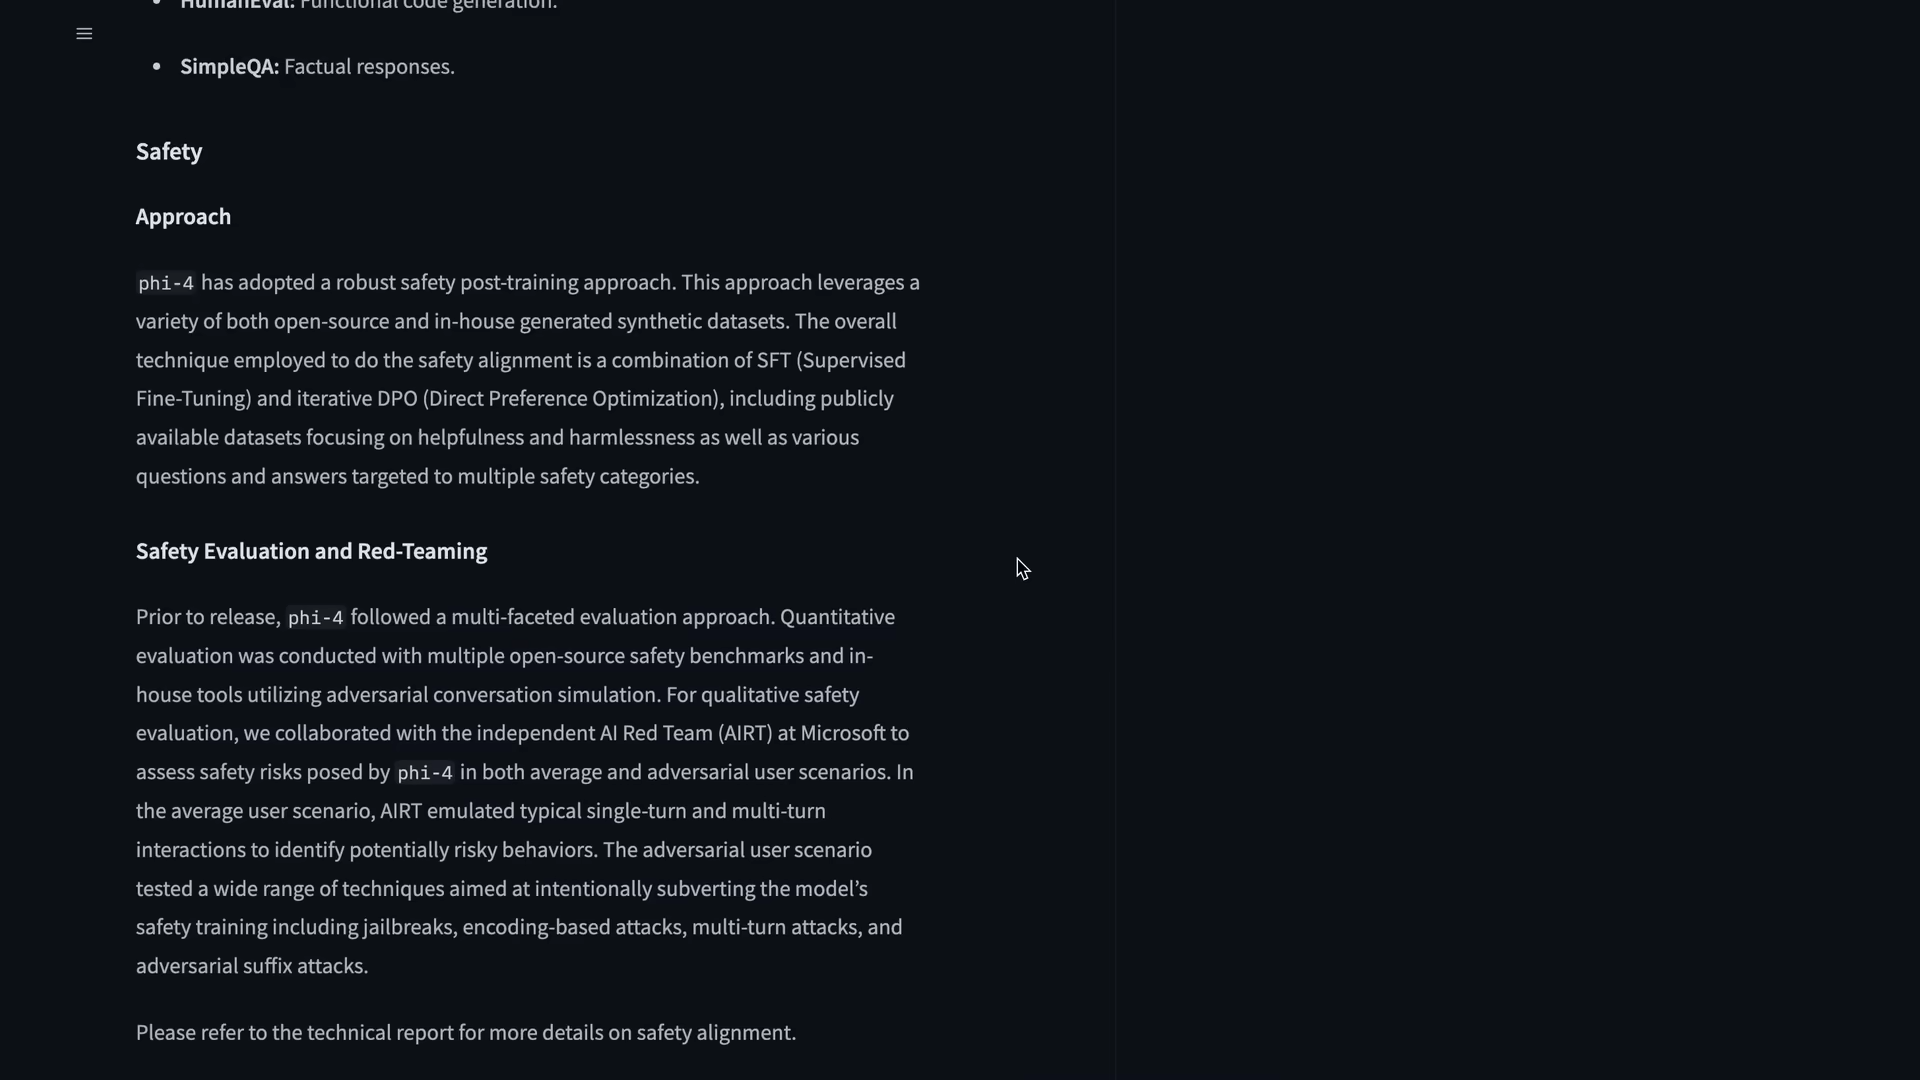 HumanEval: Functional code generation.
SimpleQA: Factual responses.
Safety
Approach
phi-4 has adopted a robust safety post-training approach. This approach leverages a
variety of both open-source and in-house generated synthetic datasets. The overall
technique employed to do the safety alignment is a combination of SFT (Supervised
Fine-Tuning) and iterative DPO (Direct Preference Optimization), including publicly
available datasets focusing on helpfulness and harmlessness as well as various
questions and answers targeted to multiple safety categories.
Safety Evaluation and Red-Teaming
Prior to release, phi-4 followed a multi-faceted evaluation approach. Quantitative
evaluation was conducted with multiple open-source safety benchmarks and in-
house tools utilizing adversarial conversation simulation. For qualitative safety
evaluation, we collaborated with the independent AI Red Team (AIRT) at Microsoft to
assess safety risks posed by phi-4 in both average and adversarial user scenarios. In
the average user scenario, AIRT emulated typical single-turn and multi-turn
interactions to identify potentially risky behaviors. The adversarial user scenario
tested a wide range of techniques aimed at intentionally subverting the model’s
safety training including jailbreaks, encoding-based attacks, multi-turn attacks, and
adversarial suffix attacks.
Please refer to the technical report for more details on safety alignment.